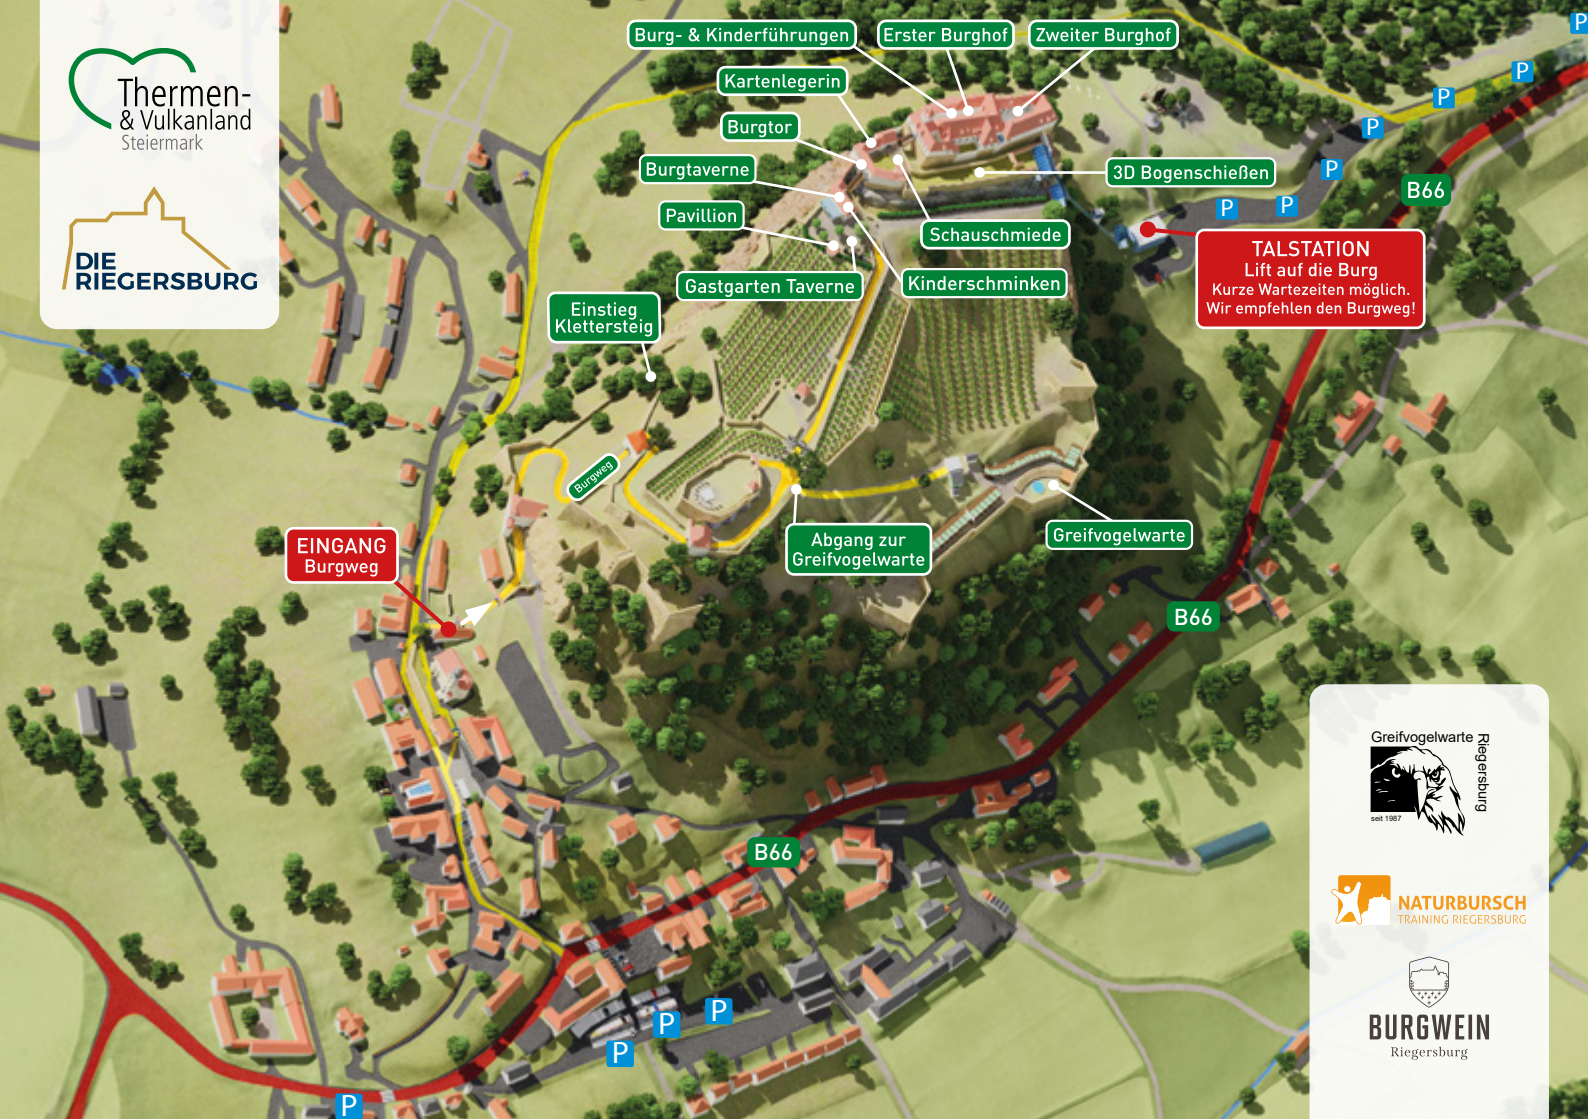 Thermen-
& Vulkanland
Steiermark
DIE
RIEGERSBURG
Burg- & Kinderführungen
Erster Burghof
Zweiter Burghof
Kartenlegerin
Burgtor
Burgtaverne
Pavillion
Gastgarten Taverne
3D Bogenschießen
Schauschmiede
Kinderschminken
Einstieg
Klettersteig
TALSTATION
Lift auf die Burg
Kurze Wartezeiten möglich.
Wir empfehlen den Burgweg!
P
P
P
P
P
P
P
B66
Burgweg
EINGANG
Burgweg
Abgang zur
Greifvogelwarte
Greifvogelwarte
B66
B66
P
P
P
P
Greifvogelwarte
Riegersburg
seit 1987
NATURBURSCH
TRAINING RIEGERSBURG
BURGWEIN
Riegersburg